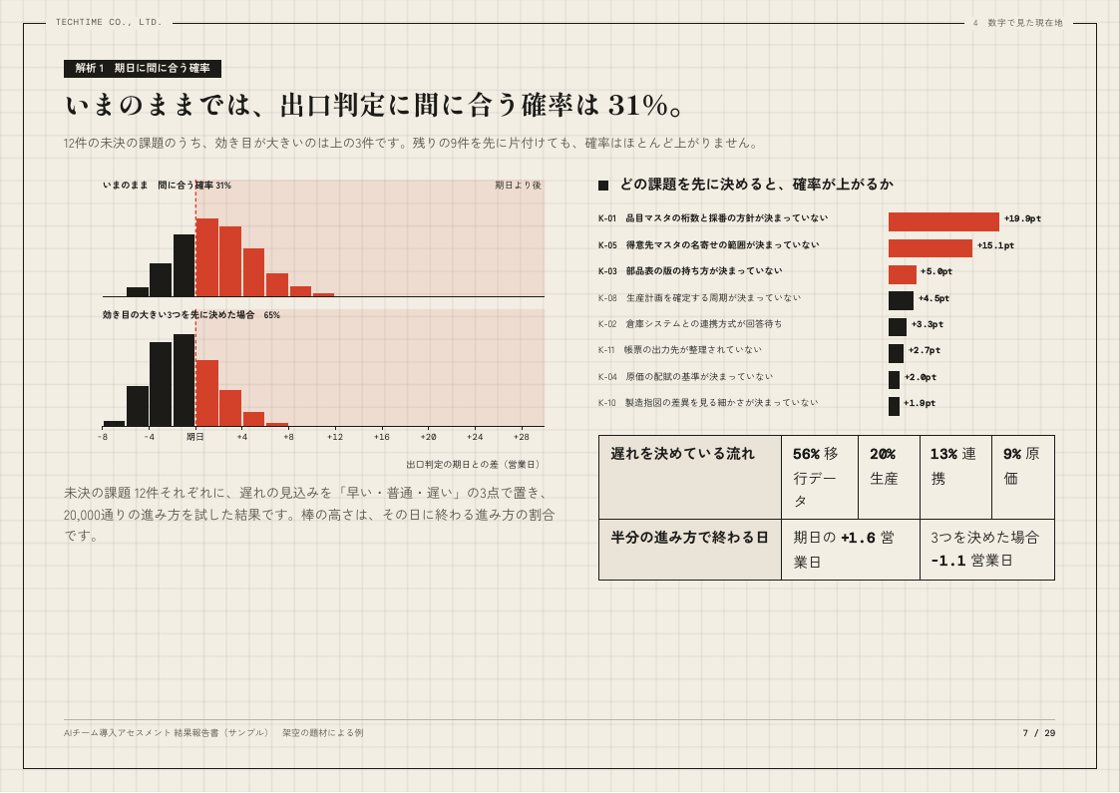 TECHTIME CO., LTD.
4 数字で見た現在地
解析1 期日に間に合う確率
いまのままでは、出口判定に間に合う確率は 31%。
12件の未決の課題のうち、効き目が大きいのは上の3件です。残りの9件を先に片付けても、確率はほとんど上がりません。
いまのまま 間に合う確率 31%
期日より後
効き目の大きい3つを先に決めた場合 65%
-8 -4 期日 +4 +8 +12 +16 +20 +24 +28
出口判定の期日との差（営業日）
未決の課題 12件それぞれに、遅れの見込みを「早い・普通・遅い」の3点で置き、
20,000通りの進み方を試した結果です。棒の高さは、その日に終わる進み方の割合
です。
■ どの課題を先に決めると、確率が上がるか
K-01 品目マスタの桁数と採番の方針が決まっていない +19.9pt
K-05 得意先マスタの名寄せの範囲が決まっていない +15.1pt
K-03 部品表の版の持ち方が決まっていない +5.0pt
K-08 生産計画を確定する周期が決まっていない +4.5pt
K-02 倉庫システムとの連携方式が回答待ち +3.3pt
K-11 帳票の出力先が整理されていない +2.7pt
K-04 原価の配賦の基準が決まっていない +2.0pt
K-10 製造指図の差異を見る細かさが決まっていない +1.9pt
遅れを決めている流れ
56% 移
行デー
タ
20%
生産
13% 連
携
9% 原
価
半分の進み方で終わる日
期日の +1.6 営
業日
3つを決めた場合
-1.1 営業日
AIチーム導入アセスメント 結果報告書（サンプル） 架空の題材による例
7 / 29